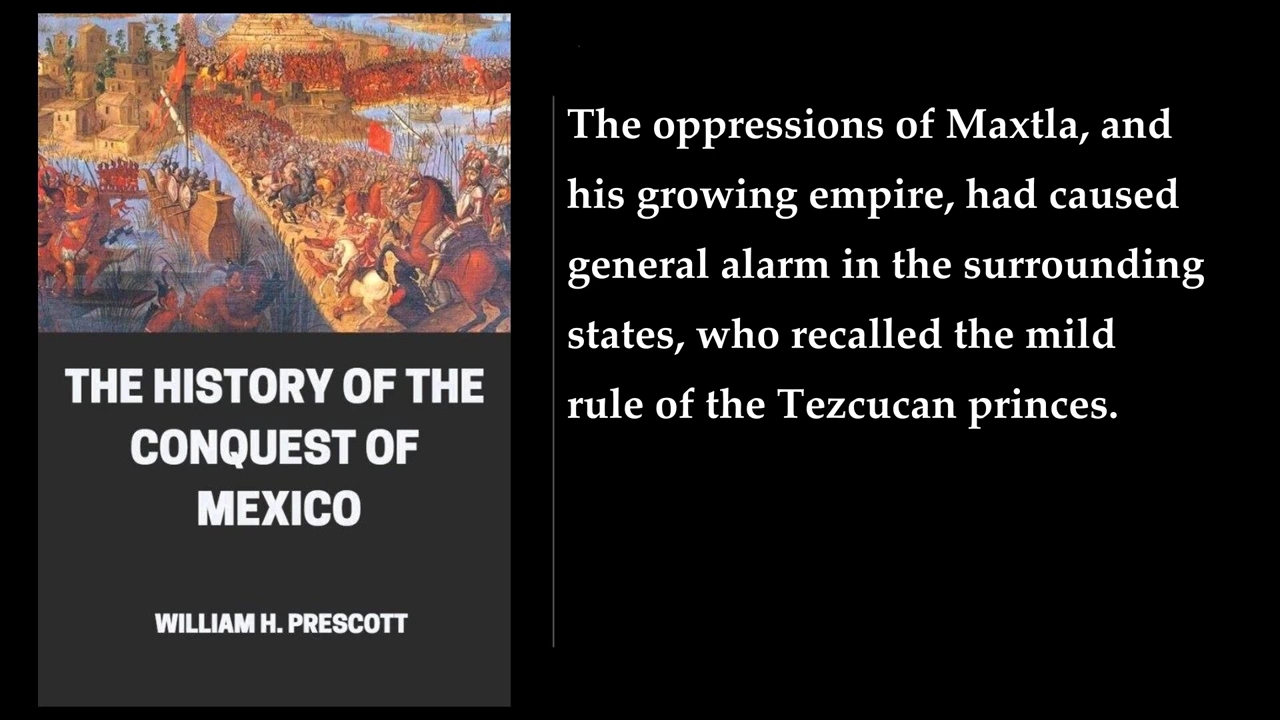 THE HISTORY OF THE
CONQUEST OF
MEXICO
WILLIAM H. PRESCOTT
The oppressions of Maxtla, and
his growing empire, had caused
general alarm in the surrounding
states, who recalled the mild
rule of the Tezcucan princes.